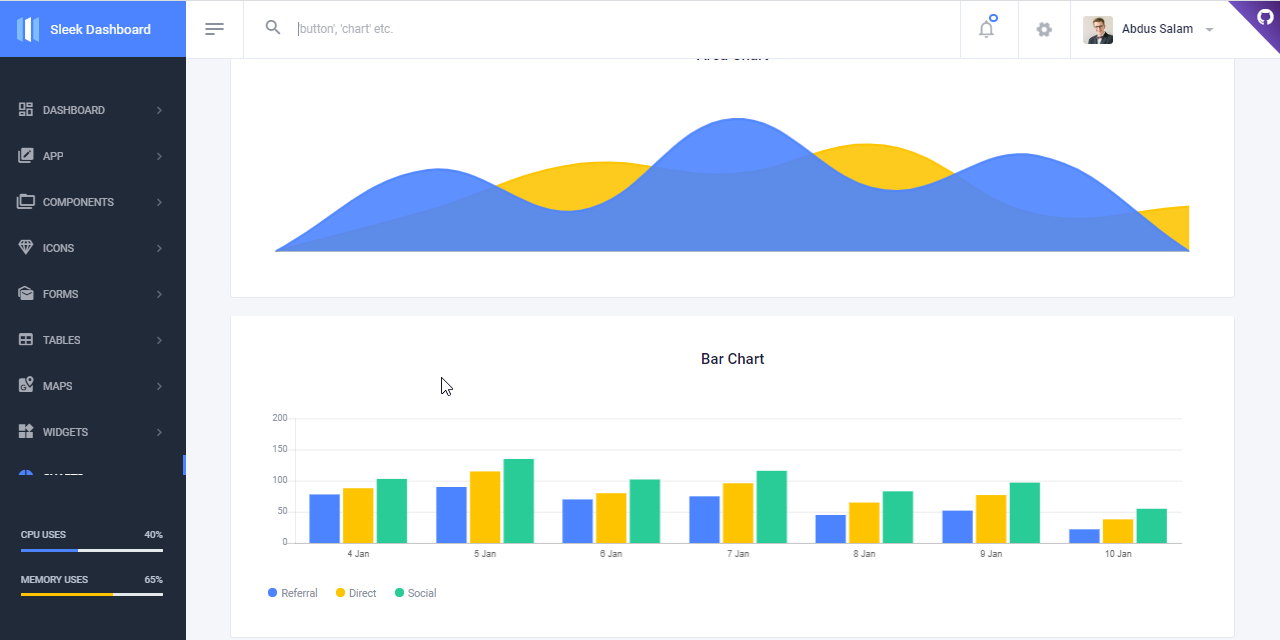 Sleek Dashboard
'button', 'chart' etc.
Abdus Salam
DASHBOARD
APP
COMPONENTS
ICONS
FORMS
TABLES
MAPS
WIDGETS
CPU USES 40%
MEMORY USES 65%
Bar Chart
200
150
100
50
0
4 Jan 5 Jan 6 Jan 7 Jan 8 Jan 9 Jan 10 Jan
Referral Direct Social